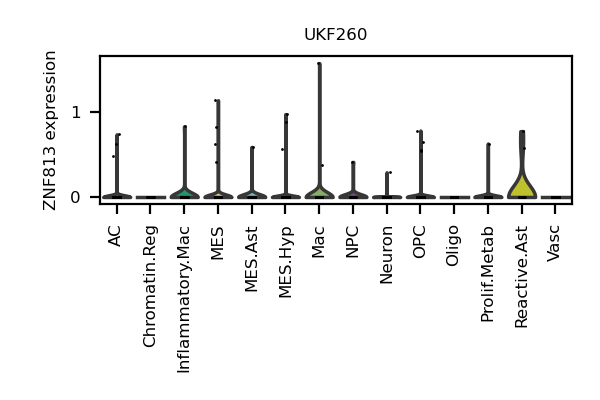 UKF260
ZNF813 expression
1
0
AC
Chromatin.Reg
Inflammatory.Mac
MES
MES.Ast
MES.Hyp
Mac
NPC
Neuron
OPC
Oligo
Prolif.Metab
Reactive.Ast
Vasc